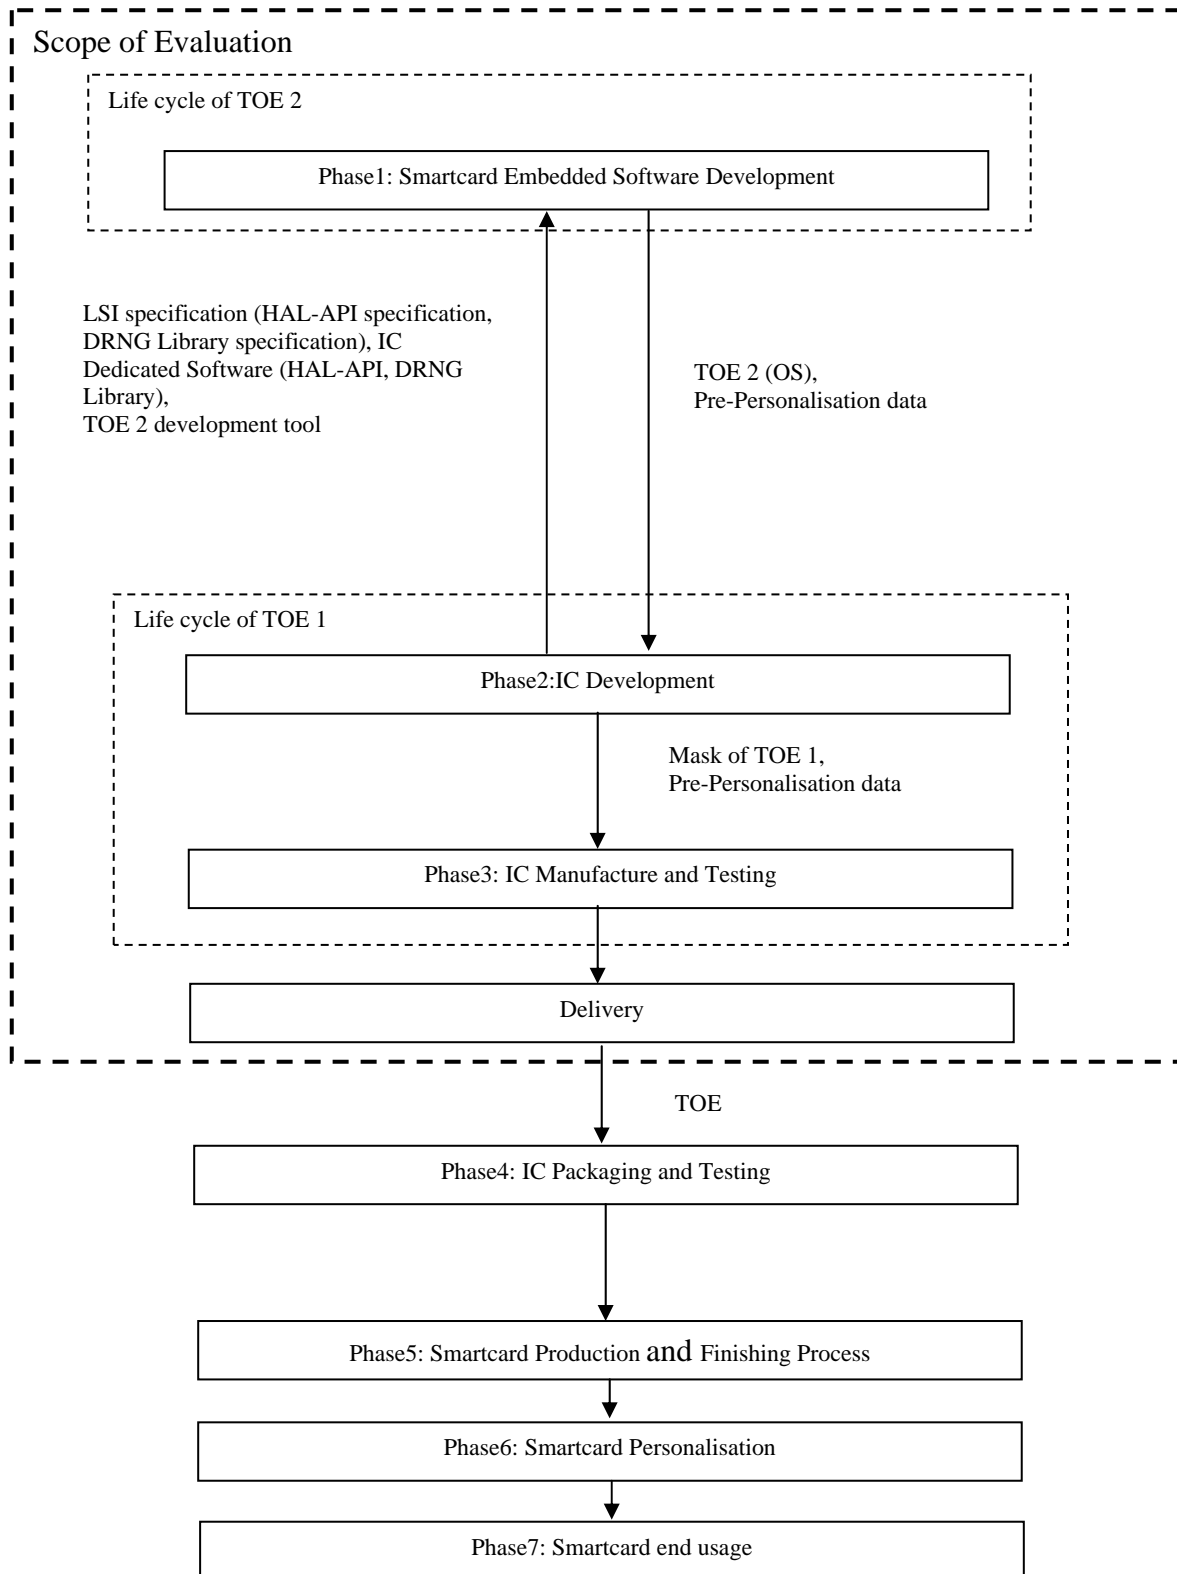 Scope of Evaluation
Life cycle of TOE 2
Phase1: Smartcard Embedded Software Development
LSI specification (HAL-API specification,
DRNG Library specification), IC
Dedicated Software (HAL-API, DRNG
Library),
TOE 2 development tool
TOE 2 (OS),
Pre-Personalisation data
Life cycle of TOE 1
Phase2:IC Development
Mask of TOE 1,
Pre-Personalisation data
Phase3: IC Manufacture and Testing
Delivery
TOE
Phase4: IC Packaging and Testing
Phase5: Smartcard Production and Finishing Process
Phase6: Smartcard Personalisation
Phase7: Smartcard end usage